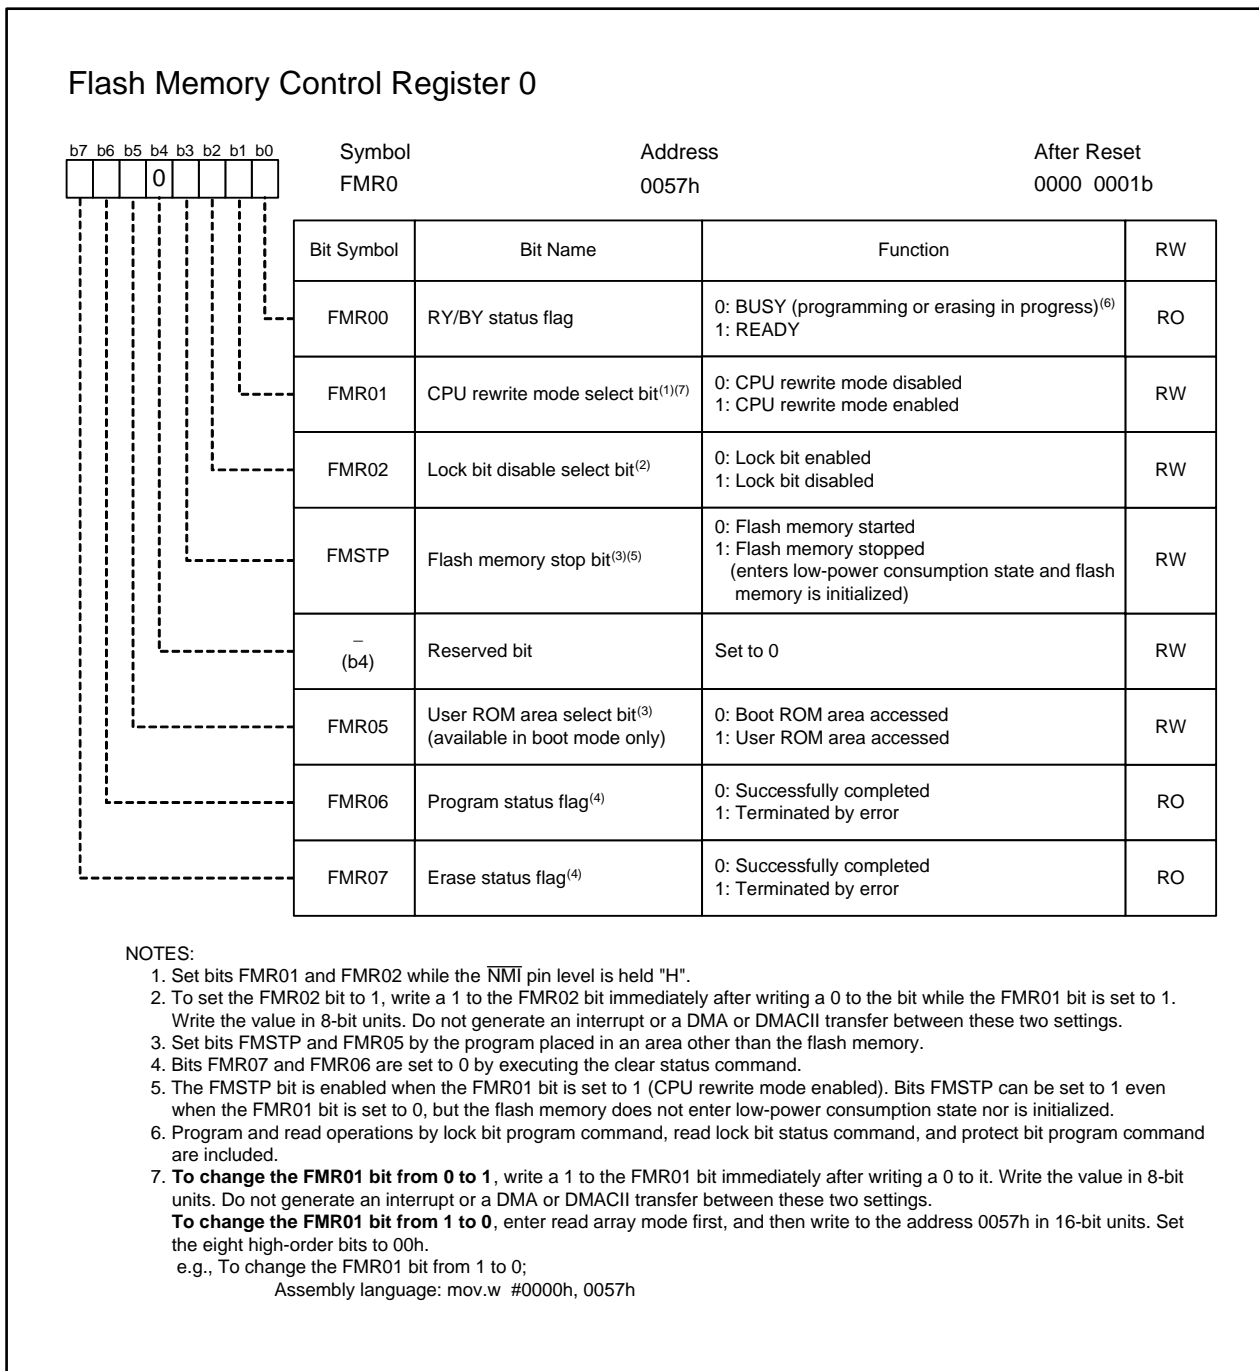 Flash Memory Control Register 0
b7 b6 b5 b4 b3 b2 b1 b0
0
Symbol Address After Reset
FMR0 0057h 0000 0001b
Bit Symbol Bit Name Function RW
FMR00 RY/BY status flag 0: BUSY (programming or erasing in progress)(6) RO
1: READY
FMR01 CPU rewrite mode select bit(1)(7) 0: CPU rewrite mode disabled RW
1: CPU rewrite mode enabled
FMR02 Lock bit disable select bit(2) 0: Lock bit enabled RW
1: Lock bit disabled
FMSTP Flash memory stop bit(3)(5) 0: Flash memory started RW
1: Flash memory stopped
(enters low-power consumption state and flash
memory is initialized)
–
(b4) Reserved bit Set to 0 RW
FMR05 User ROM area select bit(3) 0: Boot ROM area accessed RW
(available in boot mode only) 1: User ROM area accessed
FMR06 Program status flag(4) 0: Successfully completed RO
1: Terminated by error
FMR07 Erase status flag(4) 0: Successfully completed RO
1: Terminated by error
NOTES:
1. Set bits FMR01 and FMR02 while the NMI pin level is held "H".
2. To set the FMR02 bit to 1, write a 1 to the FMR02 bit immediately after writing a 0 to the bit while the FMR01 bit is set to 1.
Write the value in 8-bit units. Do not generate an interrupt or a DMA or DMACII transfer between these two settings.
3. Set bits FMSTP and FMR05 by the program placed in an area other than the flash memory.
4. Bits FMR07 and FMR06 are set to 0 by executing the clear status command.
5. The FMSTP bit is enabled when the FMR01 bit is set to 1 (CPU rewrite mode enabled). Bits FMSTP can be set to 1 even
when the FMR01 bit is set to 0, but the flash memory does not enter low-power consumption state nor is initialized.
6. Program and read operations by lock bit program command, read lock bit status command, and protect bit program command
are included.
7. To change the FMR01 bit from 0 to 1, write a 1 to the FMR01 bit immediately after writing a 0 to it. Write the value in 8-bit
units. Do not generate an interrupt or a DMA or DMACII transfer between these two settings.
To change the FMR01 bit from 1 to 0, enter read array mode first, and then write to the address 0057h in 16-bit units. Set
the eight high-order bits to 00h.
e.g., To change the FMR01 bit from 1 to 0;
Assembly language: mov.w #0000h, 0057h